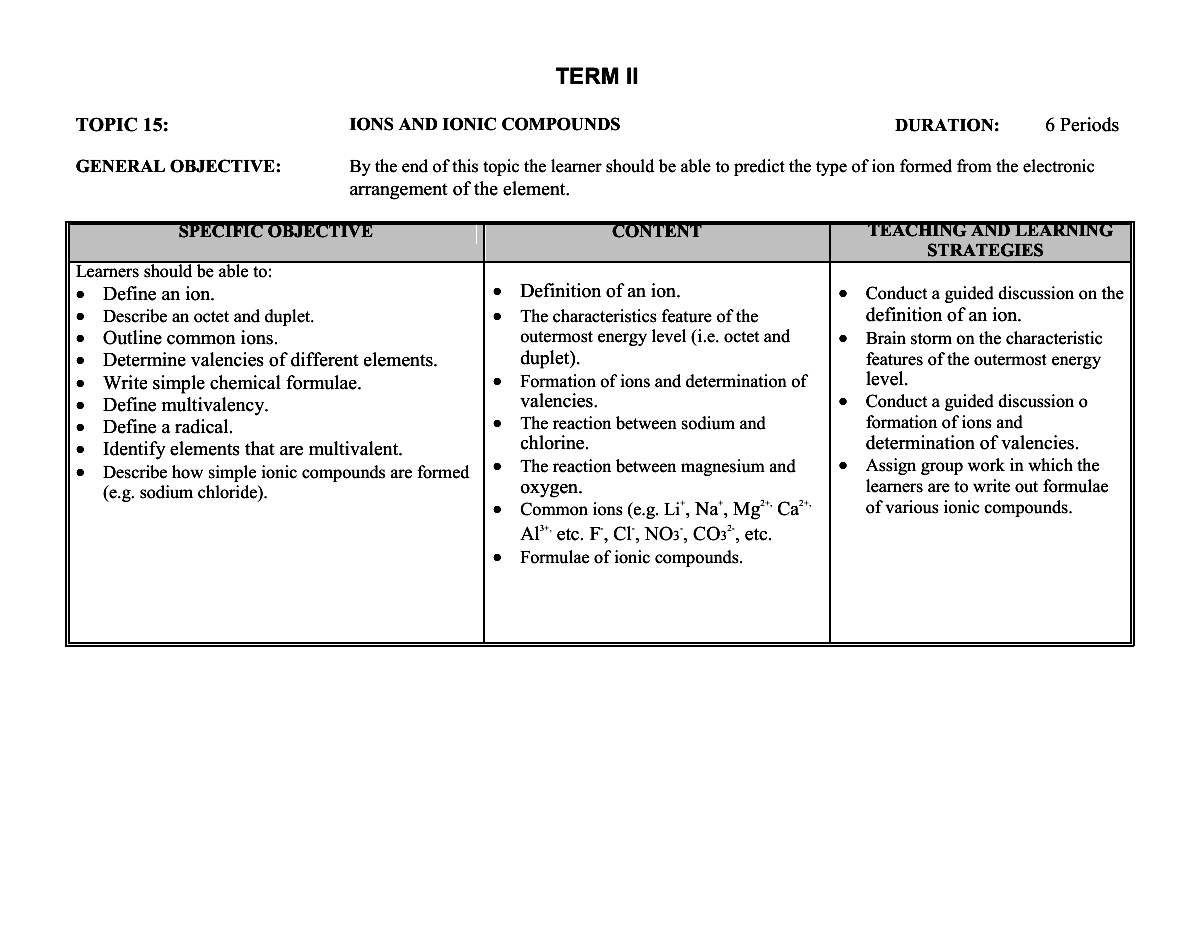 TERM II
TOPIC 15: IONS AND IONIC COMPOUNDS DURATION: 6 Periods
GENERAL OBJECTIVE: By the end of this topic the learner should be able to predict the type of ion formed from the electronic
arrangement of the element.
SPECIFIC OBJECTIVE
Learners should be able to:
• Define an ion.
• Describe an octet and duplet.
• Outline common ions.
• Determine valencies of different elements.
• Write simple chemical formulae.
• Define multivalency.
• Define a radical.
• Identify elements that are multivalent.
• Describe how simple ionic compounds are formed
(e.g. sodium chloride).
CONTENT
• Definition of an ion.
• The characteristics feature of the
outermost energy level (i.e. octet and
duplet).
• Formation of ions and determination of
valencies.
• The reaction between sodium and
chlorine.
• The reaction between magnesium and
oxygen.
• Common ions (e.g. Li⁺, Na⁺, Mg²⁺, Ca²⁺,
Al³⁺, etc. F⁻, Cl⁻, NO₃⁻, CO₃²⁻, etc.
• Formulae of ionic compounds.
TEACHING AND LEARNING
STRATEGIES
• Conduct a guided discussion on the
definition of an ion.
• Brain storm on the characteristic
features of the outermost energy
level.
• Conduct a guided discussion o
formation of ions and
determination of valencies.
• Assign group work in which the
learners are to write out formulae
of various ionic compounds.